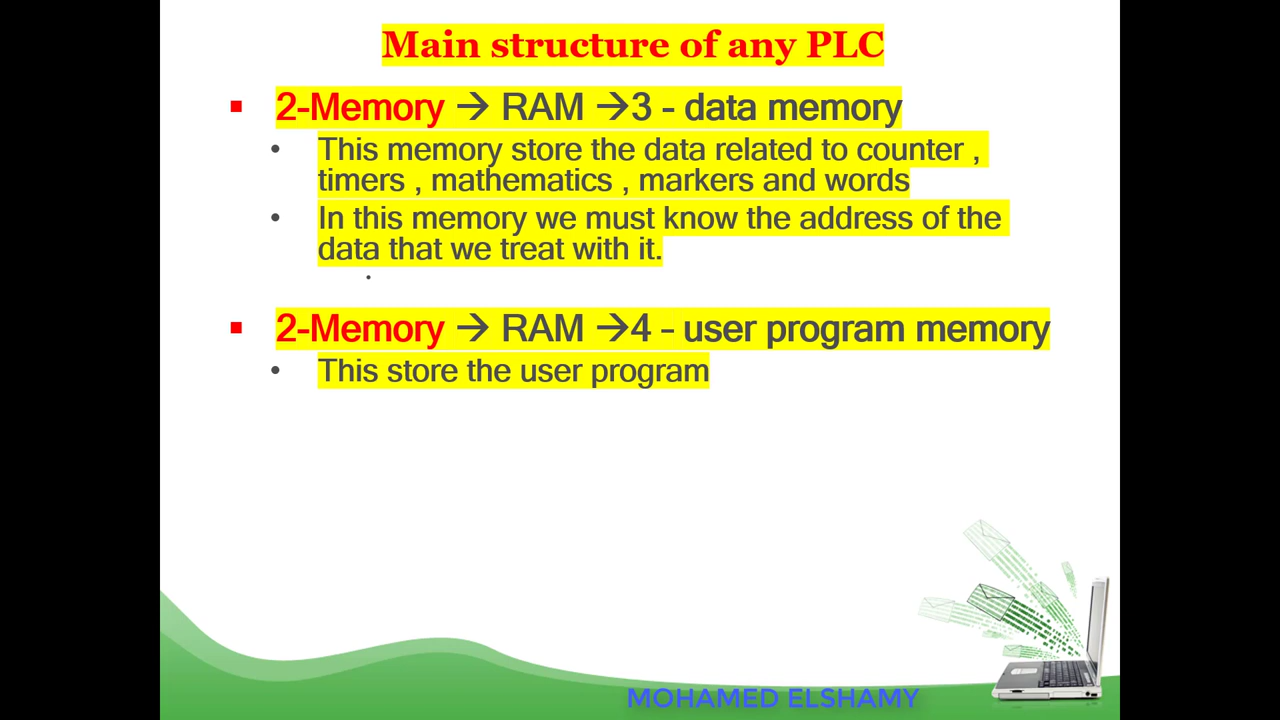 Main structure of any PLC
▪ 2-Memory → RAM →3 - data memory
• This memory store the data related to counter ,
timers , mathematics , markers and words
• In this memory we must know the address of the
data that we treat with it.
•
▪ 2-Memory → RAM →4 - user program memory
• This store the user program
MOHAMED ELSHAMY